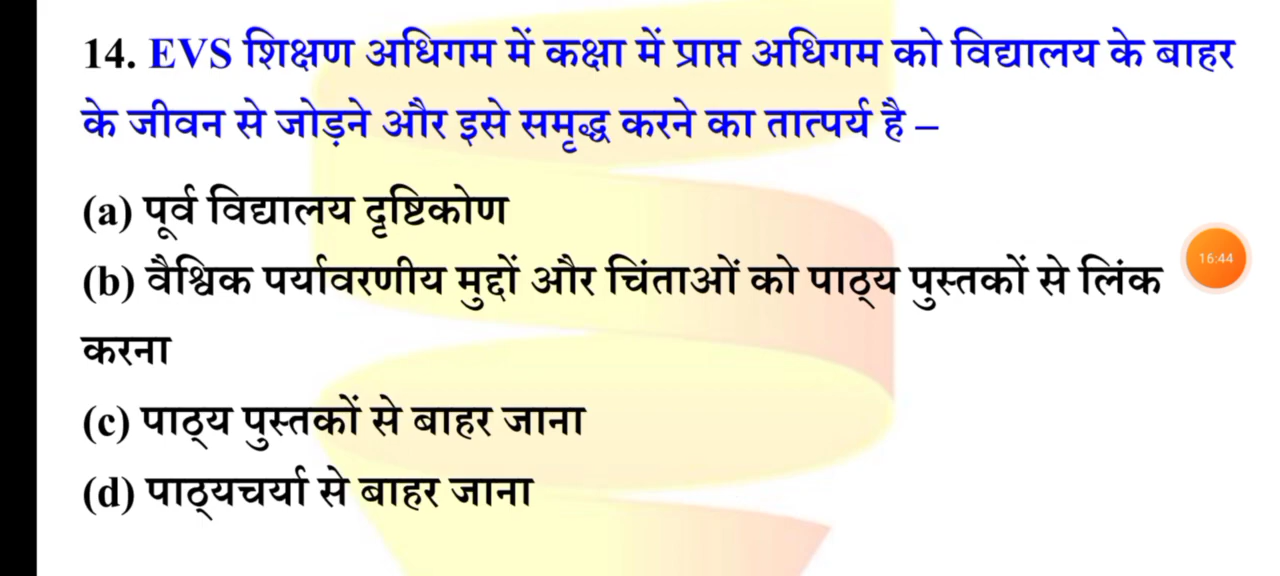 14. EVS शिक्षण अधिगम में कक्षा में प्राप्त अधिगम को विद्यालय के बाहर
के जीवन से जोड़ने और इसे समृद्ध करने का तात्पर्य है –
(a) पूर्व विद्यालय दृष्टिकोण
(b) वैश्विक पर्यावरणीय मुद्दों और चिंताओं को पाठ्य पुस्तकों से लिंक
16:44
करना
(c) पाठ्य पुस्तकों से बाहर जाना
(d) पाठ्यचर्या से बाहर जाना